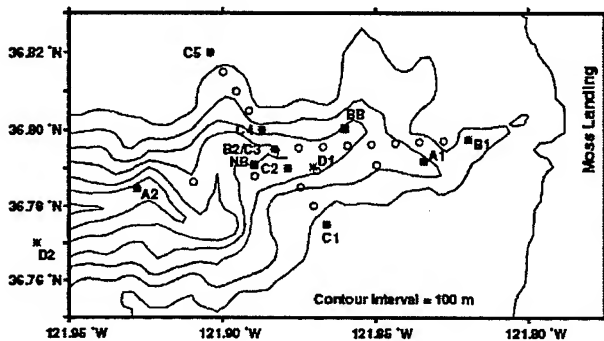 36.82 °N
C5
36.80 °N
C4
BB
B2/C3
NB
C2
D1
A1
B1
Moss Landing
36.78 °N
A2
C1
D2
36.76 °N
Contour Interval = 100 m
121.95 °W
121.90 °W
121.85 °W
121.80 °W